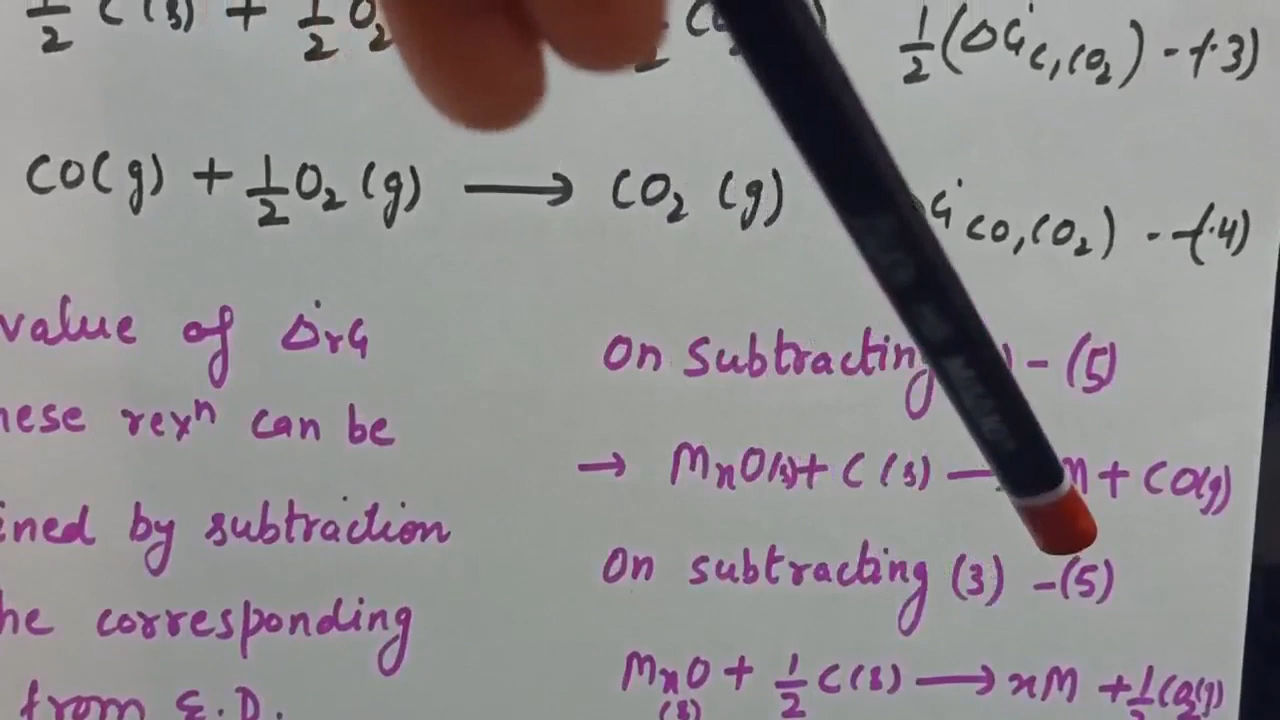 ½ C(s) + ½ O₂ ½ (ΔG C,CO₂) - (3)
CO(g) + ½ O₂ (g) ⟶ CO₂ (g) G CO,CO₂) - - (4)
value of ΔrG
hese rexⁿ can be
ined by subtraction
he corresponding
from E.D.
On Subtracting ) - (5)
→ MxO(s) + C (s) — M + CO(g)
On subtracting (3) - (5)
MxO (s) + ½ C(s) ⟶ xM + ½ CO₂(g)